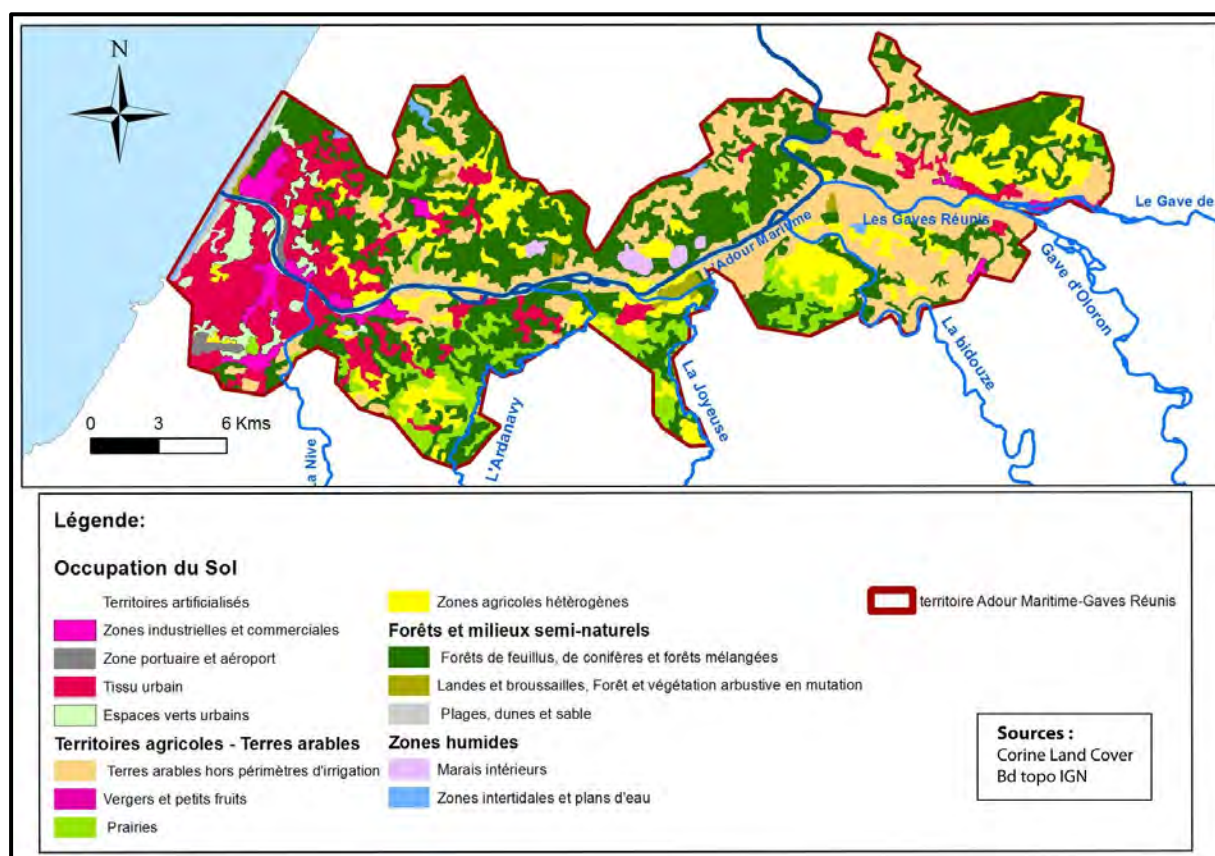 N
0 3 6 Kms
Le Gave de
Les Gaves Réunis
L'Adour Maritime
Gave d'Oloron
La bidouze
La Joyeuse
L'Ardanavy
a Nive
Légende:
Occupation du Sol
Territoires artificialisés
Zones industrielles et commerciales
Zone portuaire et aéroport
Tissu urbain
Espaces verts urbains
Territoires agricoles - Terres arables
Terres arables hors périmètres d'irrigation
Vergers et petits fruits
Prairies
Zones agricoles hétèrogènes
Forêts et milieux semi-naturels
Forêts de feuillus, de conifères et forêts mélangées
Landes et broussailles, Forêt et végétation arbustive en mutation
Plages, dunes et sable
Zones humides
Marais intérieurs
Zones intertidales et plans d'eau
territoire Adour Maritime-Gaves Réunis
Sources :
Corine Land Cover
Bd topo IGN